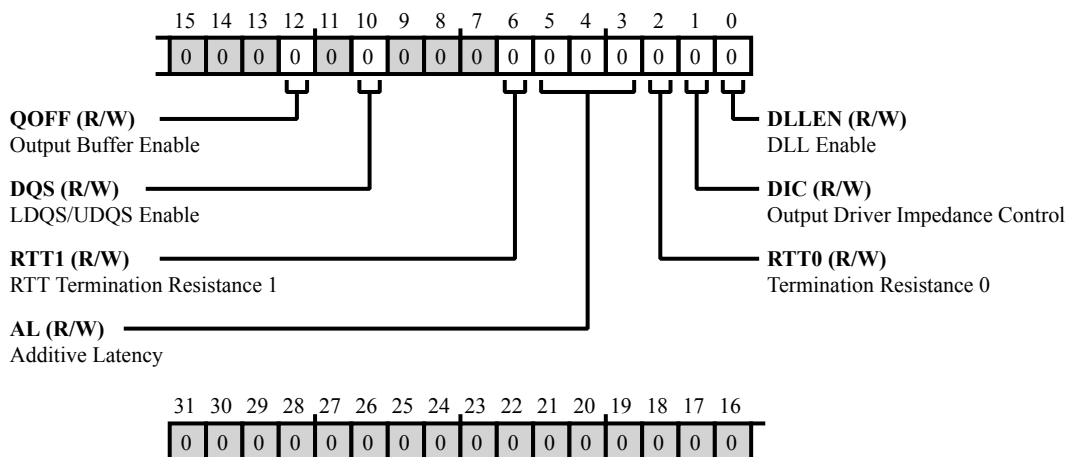 15 14 13 12 11 10 9 8 7 6 5 4 3 2 1 0
0 0 0 0 0 0 0 0 0 0 0 0 0 0 0 0
QOFF (R/W)
Output Buffer Enable
DLLEN (R/W)
DLL Enable
DQS (R/W)
LDQS/UDQS Enable
DIC (R/W)
Output Driver Impedance Control
RTT1 (R/W)
RTT Termination Resistance 1
RTT0 (R/W)
Termination Resistance 0
AL (R/W)
Additive Latency
31 30 29 28 27 26 25 24 23 22 21 20 19 18 17 16
0 0 0 0 0 0 0 0 0 0 0 0 0 0 0 0